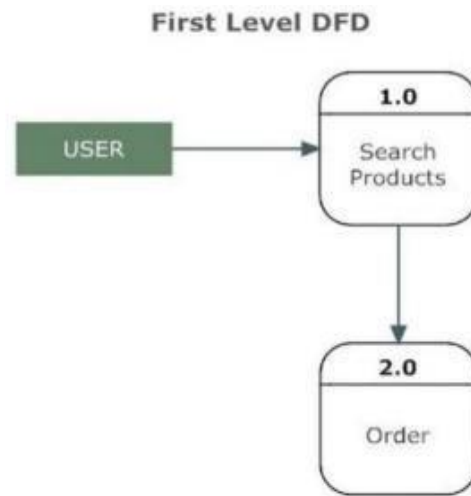 First Level DFD
1.0
USER
Search
Products
2.0
Order